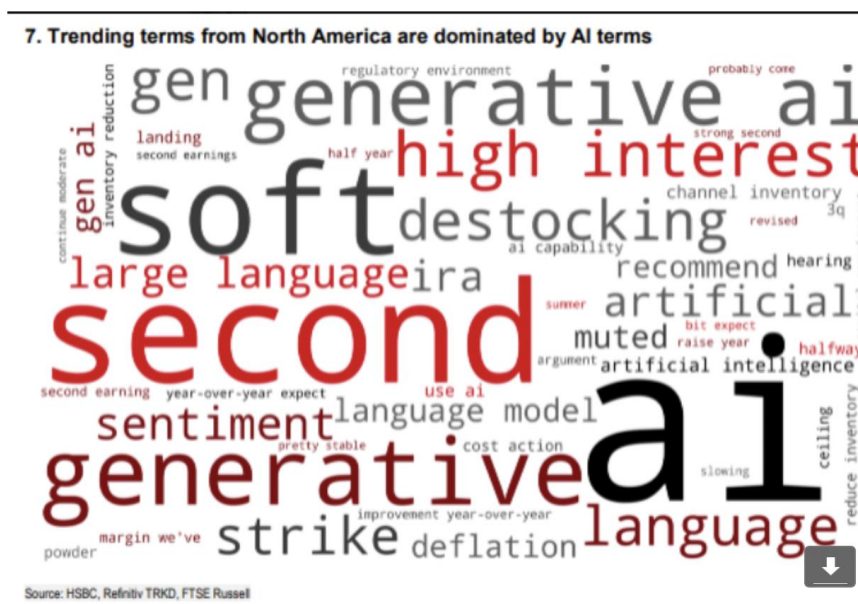 7. Trending terms from North America are dominated by AI terms
regulatory environment
probably come
gen
generative ai
inventory reduction
gen ai
continue moderate
landing
second earnings
half year
high interest
strong second
soft
destocking
channel inventory
3q
revised
ai capability
large language
ira
recommend
hearing
second
summer
artificial
muted
bit expect
raise year
halfway
argument
artificial intelligence
ai
second earning
year-over-year expect
use ai
sentiment
language model
pretty stable
cost action
generative
slowing
ceiling
reduce inventory
improvement year-over-year
strike
language
margin we've
powder
deflation
Source: HSBC, Refinitiv TRKD, FTSE Russell